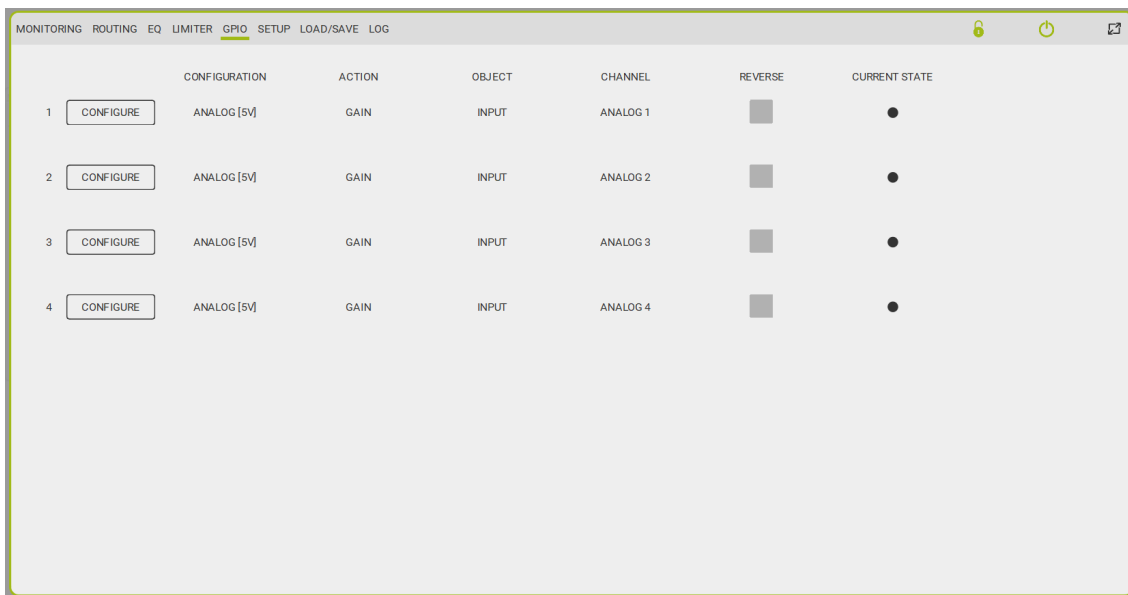 MONITORING ROUTING EQ LIMITER GPIO SETUP LOAD/SAVE LOG
CONFIGURATION ACTION OBJECT CHANNEL REVERSE CURRENT STATE
1 CONFIGURE ANALOG [5V] GAIN INPUT ANALOG 1
2 CONFIGURE ANALOG [5V] GAIN INPUT ANALOG 2
3 CONFIGURE ANALOG [5V] GAIN INPUT ANALOG 3
4 CONFIGURE ANALOG [5V] GAIN INPUT ANALOG 4